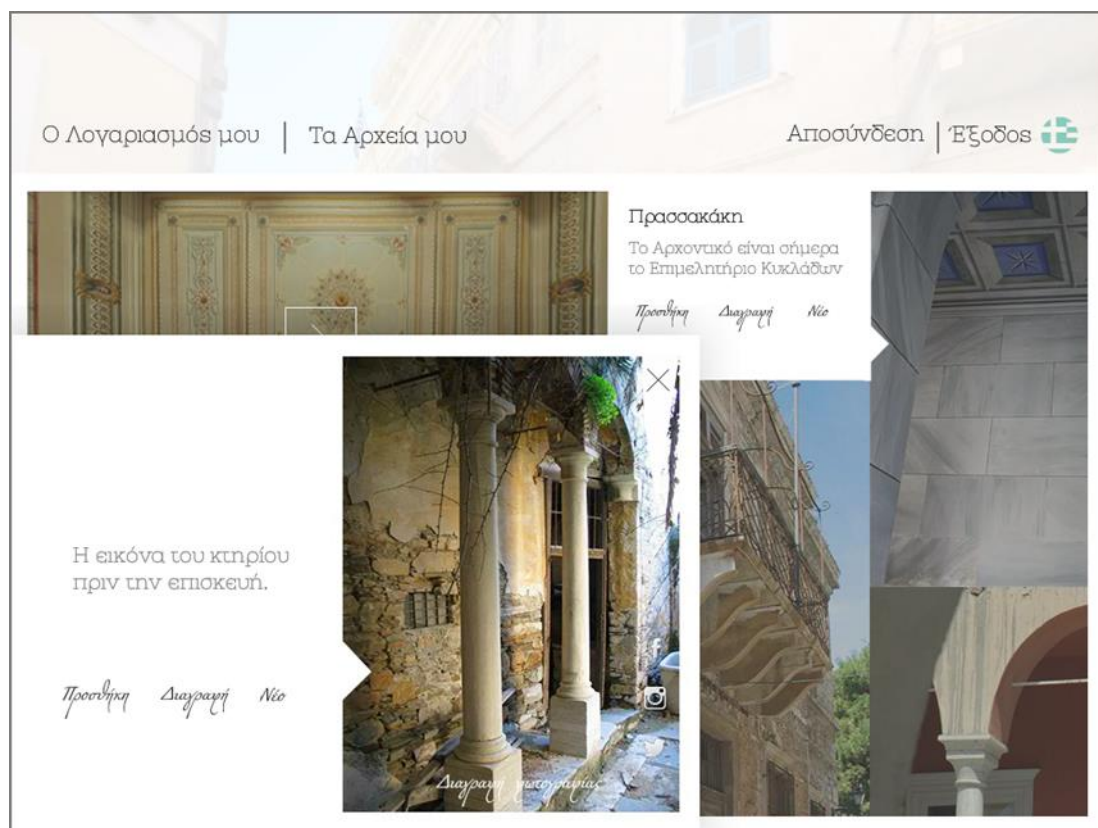 Ο Λογαριασμός μου | Τα Αρχεία μου
Αποσύνδεση | Έξοδος
Πρασσακάκη
Το Αρχοντικό είναι σήμερα
το Επιμελητήριο Κυκλάδων
Προσθήκη Διαγραφή Νέο
Η εικόνα του κτηρίου
πριν την επισκευή.
Προσθήκη Διαγραφή Νέο
Διαγραφή φωτογραφίας